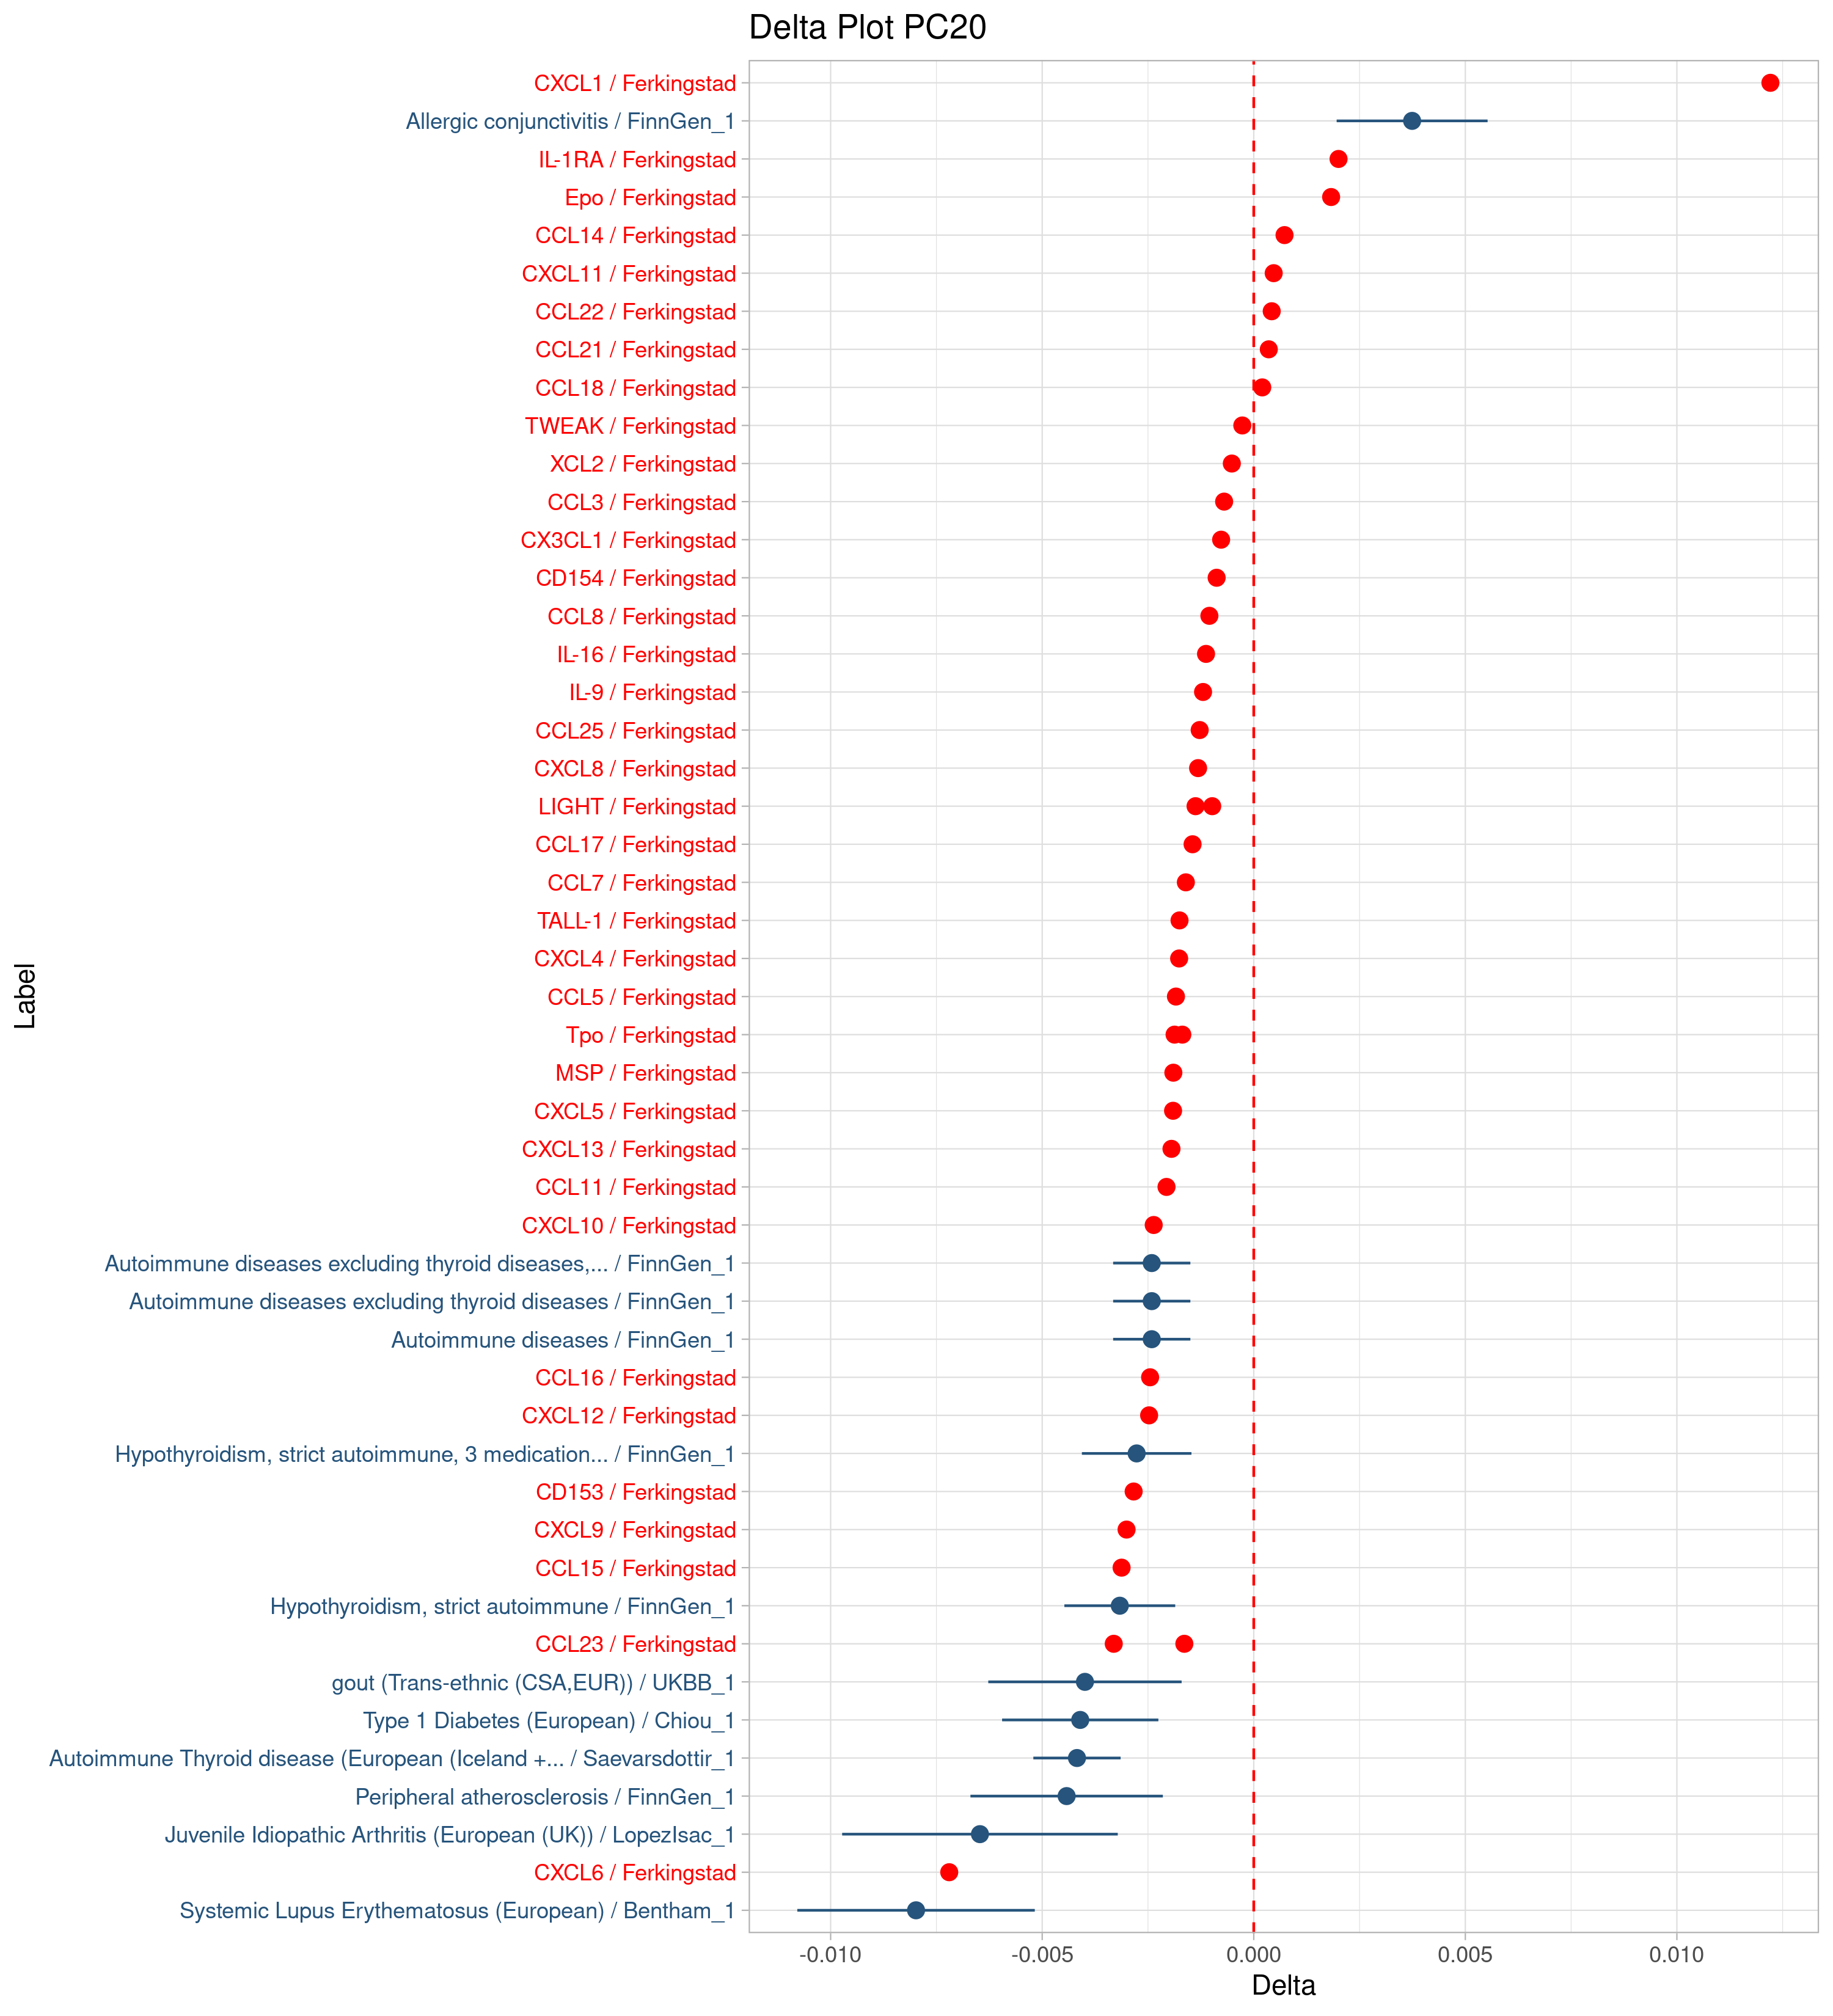 Delta Plot PC20
CXCL1 / Ferkingstad
Allergic conjunctivitis / FinnGen_1
IL-1RA / Ferkingstad
Epo / Ferkingstad
CCL14 / Ferkingstad
CXCL11 / Ferkingstad
CCL22 / Ferkingstad
CCL21 / Ferkingstad
CCL18 / Ferkingstad
TWEAK / Ferkingstad
XCL2 / Ferkingstad
CCL3 / Ferkingstad
CX3CL1 / Ferkingstad
CD154 / Ferkingstad
CCL8 / Ferkingstad
IL-16 / Ferkingstad
IL-9 / Ferkingstad
CCL25 / Ferkingstad
CXCL8 / Ferkingstad
LIGHT / Ferkingstad
CCL17 / Ferkingstad
CCL7 / Ferkingstad
TALL-1 / Ferkingstad
CXCL4 / Ferkingstad
CCL5 / Ferkingstad
Tpo / Ferkingstad
MSP / Ferkingstad
CXCL5 / Ferkingstad
CXCL13 / Ferkingstad
CCL11 / Ferkingstad
CXCL10 / Ferkingstad
Autoimmune diseases excluding thyroid diseases,... / FinnGen_1
Autoimmune diseases excluding thyroid diseases / FinnGen_1
Autoimmune diseases / FinnGen_1
CCL16 / Ferkingstad
CXCL12 / Ferkingstad
Hypothyroidism, strict autoimmune, 3 medication... / FinnGen_1
CD153 / Ferkingstad
CXCL9 / Ferkingstad
CCL15 / Ferkingstad
Hypothyroidism, strict autoimmune / FinnGen_1
CCL23 / Ferkingstad
gout (Trans-ethnic (CSA,EUR)) / UKBB_1
Type 1 Diabetes (European) / Chiou_1
Autoimmune Thyroid disease (European (Iceland +... / Saevarsdottir_1
Peripheral atherosclerosis / FinnGen_1
Juvenile Idiopathic Arthritis (European (UK)) / LopezIsac_1
CXCL6 / Ferkingstad
Systemic Lupus Erythematosus (European) / Bentham_1
Label
-0.010 -0.005 0.000 0.005 0.010
Delta